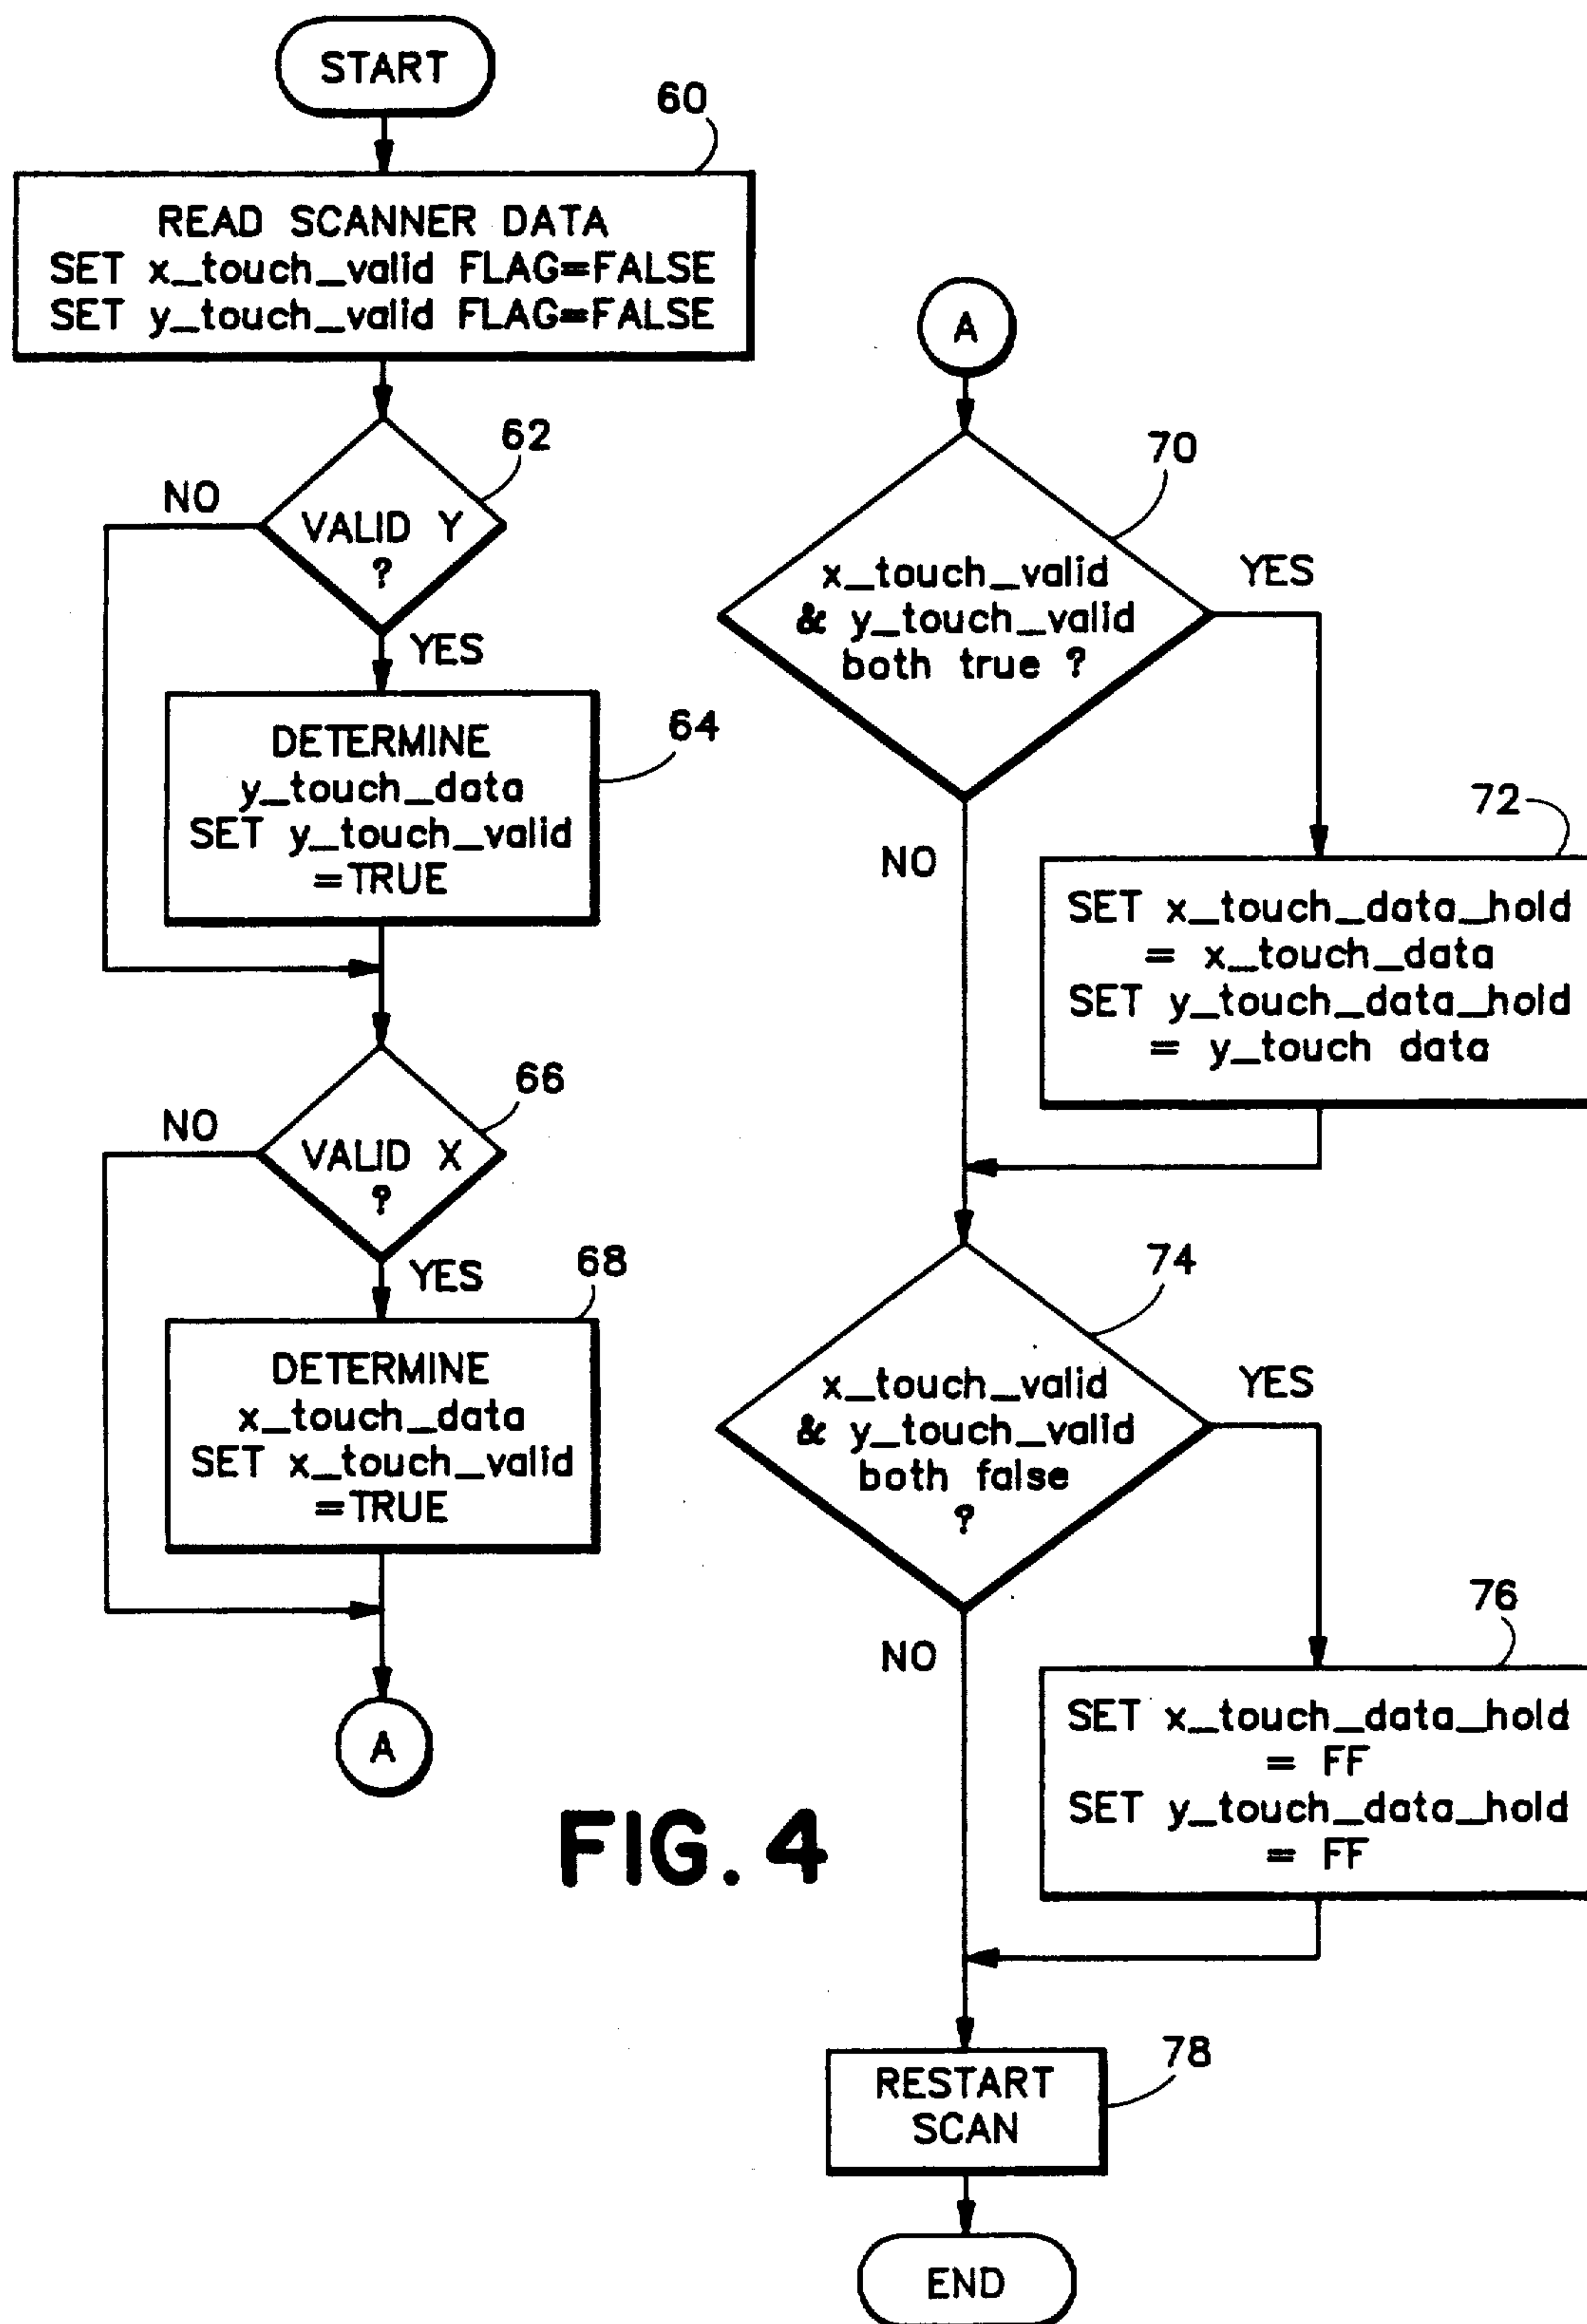 START
60
READ SCANNER DATA
SET x_touch_valid FLAG=FALSE
SET y_touch_valid FLAG=FALSE
62
NO
VALID Y
?
YES
64
DETERMINE
y_touch_data
SET y_touch_valid
=TRUE
66
NO
VALID X
?
YES
68
DETERMINE
x_touch_data
SET x_touch_valid
=TRUE
A
A
70
x_touch_valid
& y_touch_valid
both true ?
YES
NO
72
SET x_touch_data_hold
= x_touch_data
SET y_touch_data_hold
= y_touch data
74
x_touch_valid
& y_touch_valid
both false
?
YES
NO
76
SET x_touch_data_hold
= FF
SET y_touch_data_hold
= FF
78
RESTART
SCAN
END
FIG. 4